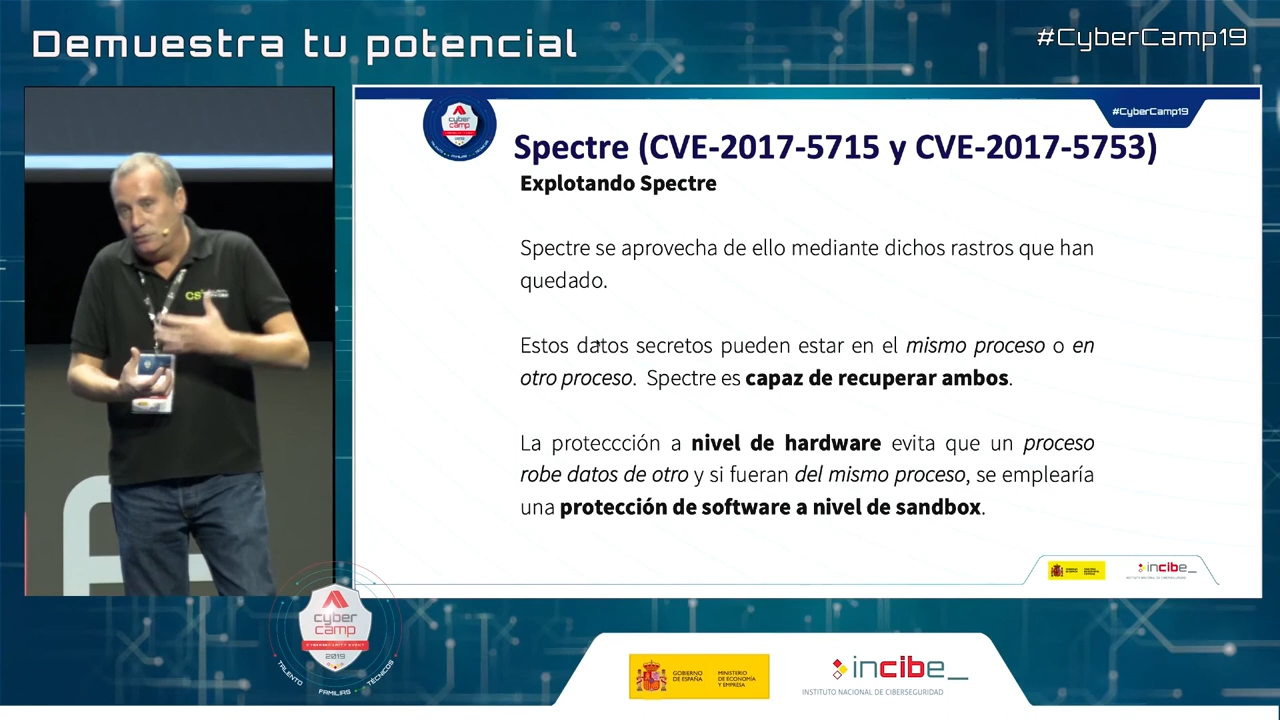 Demuestra tu potencial
#CyberCamp19
#CyberCamp19
cyber
camp
Spectre (CVE-2017-5715 y CVE-2017-5753)
Explotando Spectre
Spectre se aprovecha de ello mediante dichos rastros que han
quedado.
Estos datos secretos pueden estar en el mismo proceso o en
otro proceso. Spectre es capaz de recuperar ambos.
La proteccción a nivel de hardware evita que un proceso
robe datos de otro y si fueran del mismo proceso, se emplearía
una protección de software a nivel de sandbox.
incibe_
CS
cyber
camp
2019
TALENTO FAMILIAS TÉCNICOS
GOBIERNO
DE ESPAÑA
MINISTERIO
DE ECONOMÍA
Y EMPRESA
incibe_
INSTITUTO NACIONAL DE CIBERSEGURIDAD